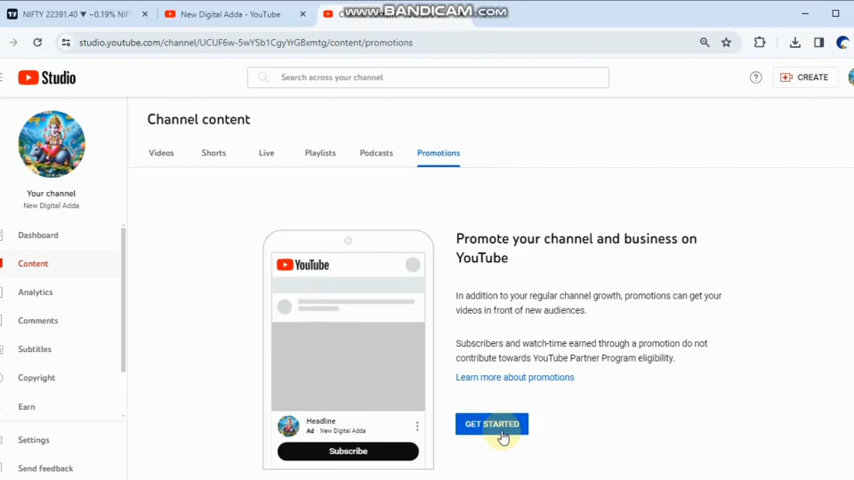 NIFTY 22391.40 ▼ −0.19% NIFT
New Digital Adda - YouTube
www.BANDICAM.com
studio.youtube.com/channel/UCUF6w-5wYSb1CgyYrGBxmtg/content/promotions
Studio
Search across your channel
CREATE
Your channel
New Digital Adda
Dashboard
Content
Analytics
Comments
Subtitles
Copyright
Earn
Settings
Send feedback
Channel content
Videos Shorts Live Playlists Podcasts Promotions
YouTube
Headline
Ad · New Digital Adda
Subscribe
Promote your channel and business on
YouTube
In addition to your regular channel growth, promotions can get your
videos in front of new audiences.
Subscribers and watch-time earned through a promotion do not
contribute towards YouTube Partner Program eligibility.
Learn more about promotions
GET STARTED